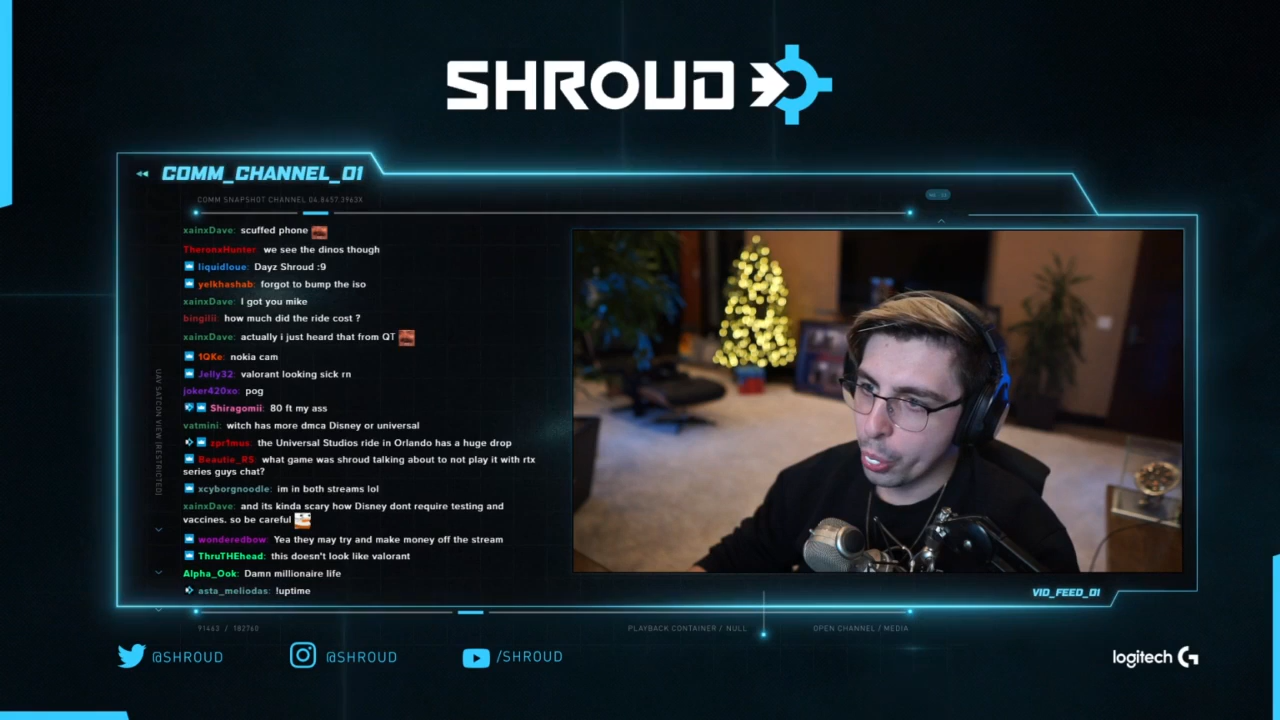 SHROUD
COMM_CHANNEL_01
COMM SNAPSHOT CHANNEL 04.8457.3963X
xainxDave: scuffed phone
TheronxHunter: we see the dinos though
liquidloue: Dayz Shroud :9
yelkhashab: forgot to bump the iso
xainxDave: I got you mike
bingilii: how much did the ride cost ?
xainxDave: actually i just heard that from QT
1QKe: nokia cam
Jelly32: valorant looking sick rn
joker420xo: pog
Shiragomii: 80 ft my ass
vatmini: witch has more dmca Disney or universal
zpr1mus: the Universal Studios ride in Orlando has a huge drop
Beautie_RS: what game was shroud talking about to not play it with rtx
series guys chat?
xcyborgnoodle: im in both streams lol
xainxDave: and its kinda scary how Disney dont require testing and
vaccines. so be careful
wonderedbow: Yea they may try and make money off the stream
ThruTHEhead: this doesn't look like valorant
Alpha_Ook: Damn millionaire life
asta_meliodas: !uptime
UAV SATCON VIEW [RESTRICTED]
VID_FEED_01
91463 / 182760
PLAYBACK CONTAINER / NULL
OPEN CHANNEL / MEDIA
@SHROUD
@SHROUD
/SHROUD
logitech G